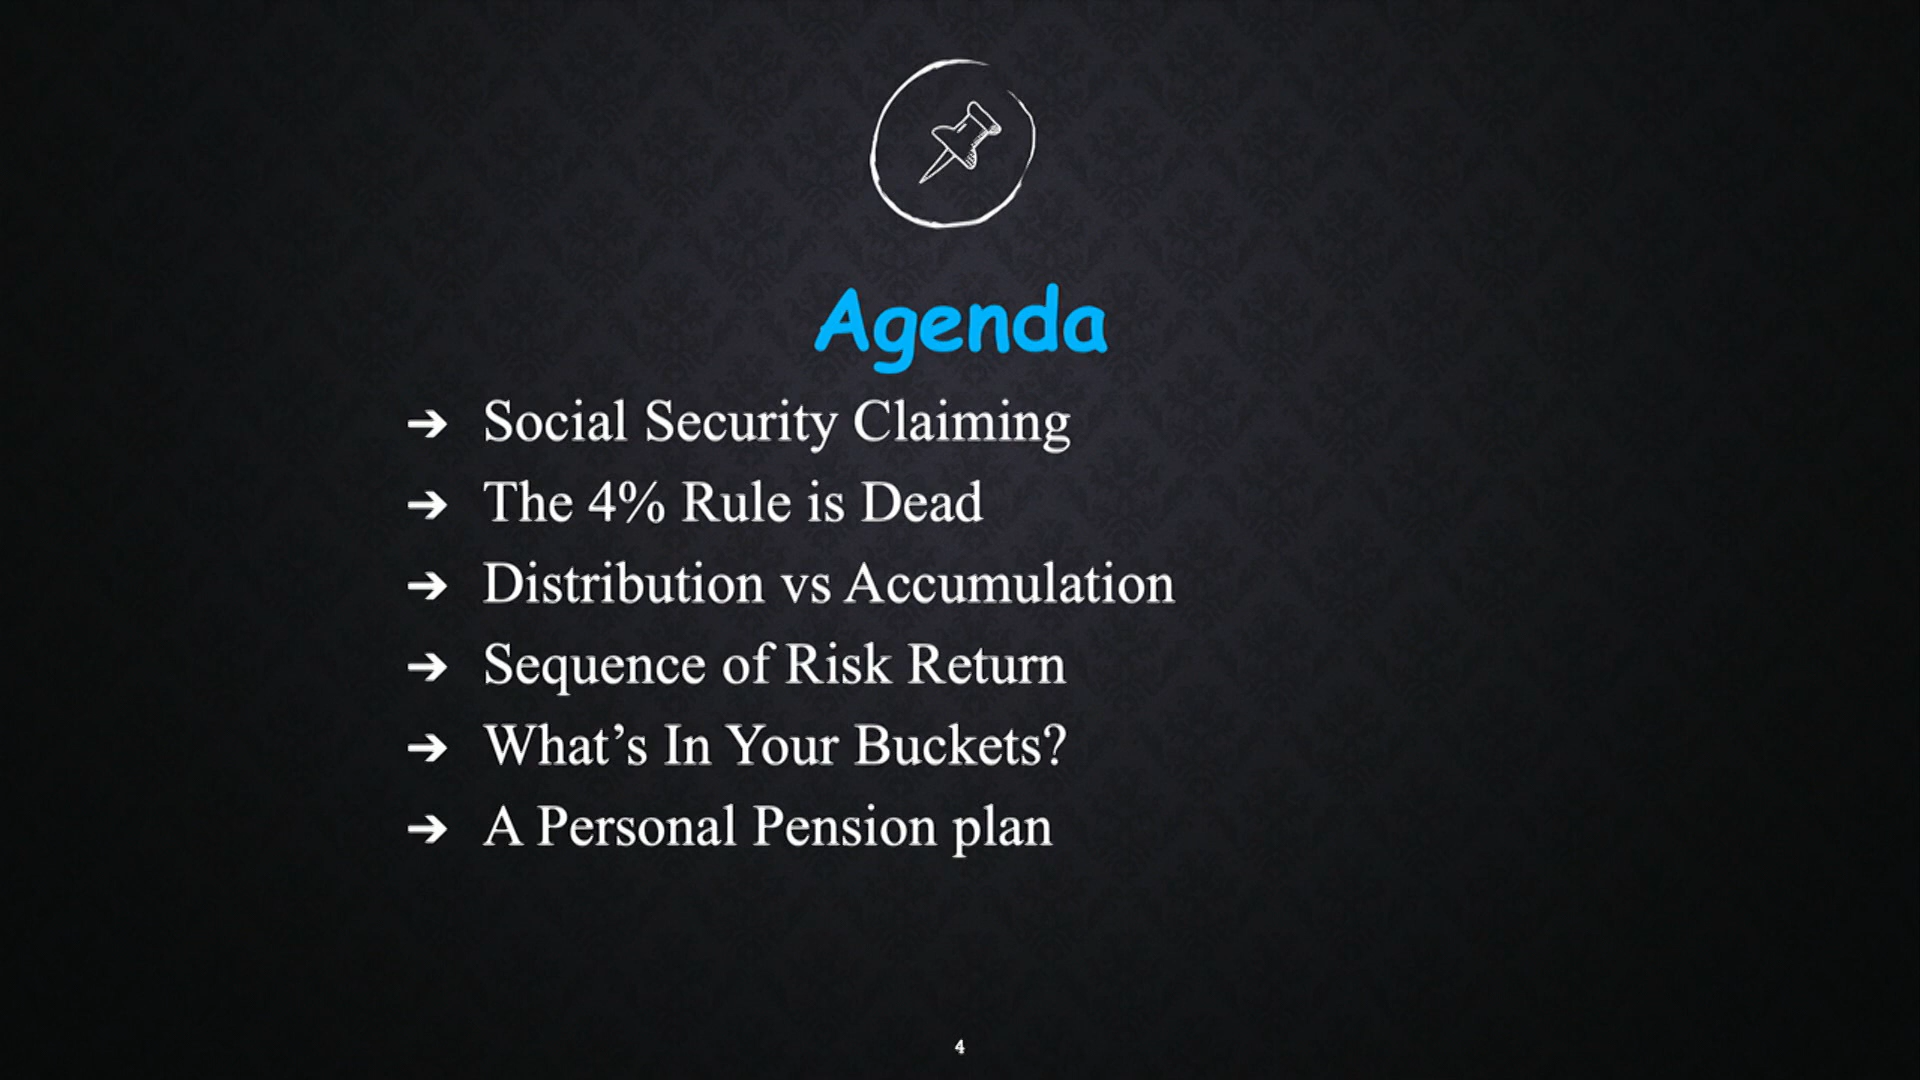 Agenda
➔ Social Security Claiming
➔ The 4% Rule is Dead
➔ Distribution vs Accumulation
➔ Sequence of Risk Return
➔ What’s In Your Buckets?
➔ A Personal Pension plan
4